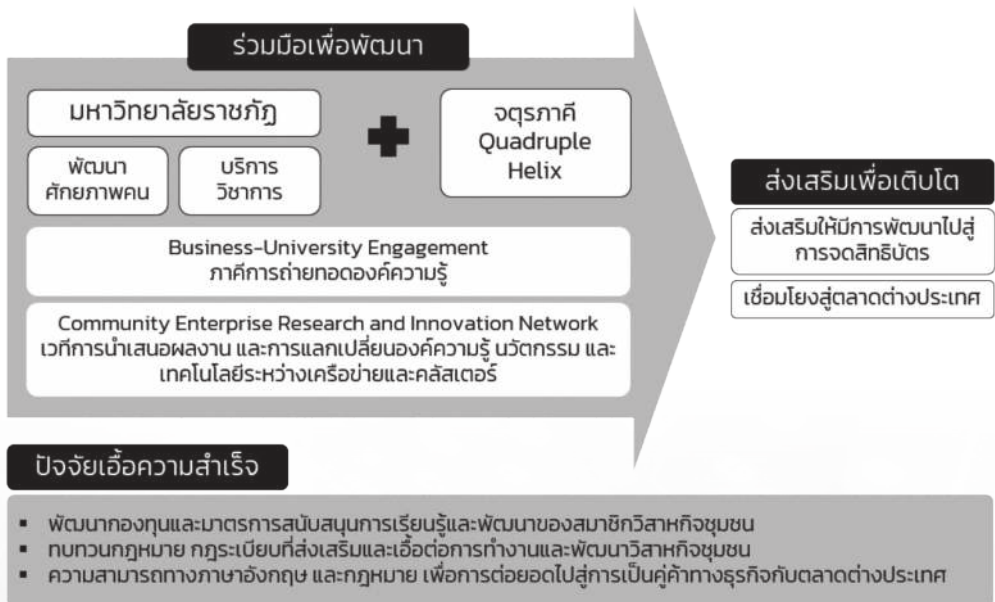 ร่วมมือเพื่อพัฒนา
มหาวิทยาลัยราชภัฏ
พัฒนา
ศักยภาพคน
บริการ
วิชาการ
จตุรภาคี
Quadruple
Helix
Business-University Engagement
ภาคีการถ่ายทอดองค์ความรู้
Community Enterprise Research and Innovation Network
เวทีการนำเสนอผลงาน และการแลกเปลี่ยนองค์ความรู้ นวัตกรรม และ
เทคโนโลยีระหว่างเครือข่ายและคลัสเตอร์
ส่งเสริมเพื่อเติบโต
ส่งเสริมให้มีการพัฒนาไปสู่
การจดสิทธิบัตร
เชื่อมโยงสู่ตลาดต่างประเทศ
ปัจจัยเอื้อความสำเร็จ
▪ พัฒนากองทุนและมาตรการสนับสนุนการเรียนรู้และพัฒนาของสมาชิกวิสาหกิจชุมชน
▪ ทบทวนกฎหมาย กฎระเบียบที่ส่งเสริมและเอื้อต่อการทำงานและพัฒนาวิสาหกิจชุมชน
▪ ความสามารถทางภาษาอังกฤษ และกฎหมาย เพื่อการต่อยอดไปสู่การเป็นคู่ค้าทางธุรกิจกับตลาดต่างประเทศ